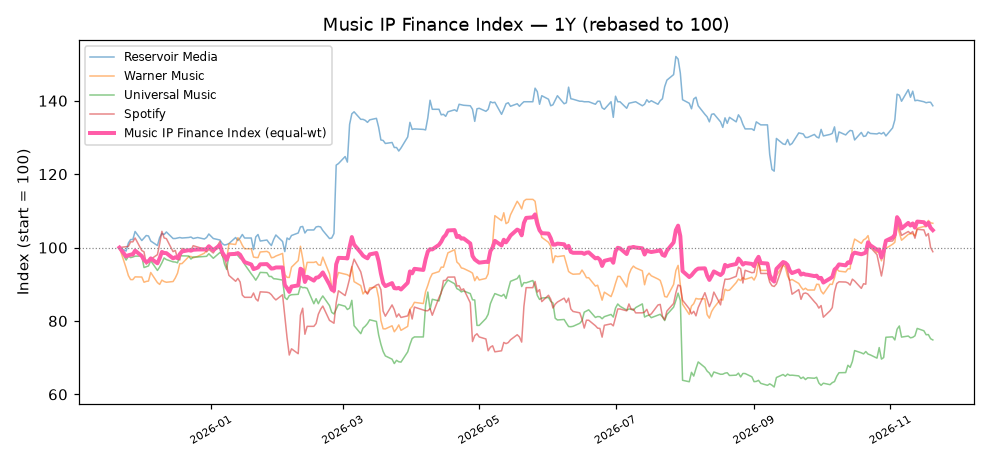 Music IP Finance Index — 1Y (rebased to 100)
Reservoir Media
Warner Music
Universal Music
Spotify
Music IP Finance Index (equal-wt)
Index (start = 100)
140
120
100
80
60
2026-01
2026-03
2026-05
2026-07
2026-09
2026-11